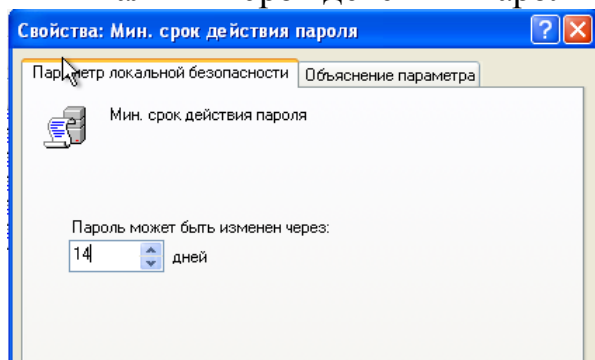 Свойства: Мин. срок действия пароля
Параметр локальной безопасности Объяснение параметра
Мин. срок действия пароля
Пароль может быть изменен через:
14 дней